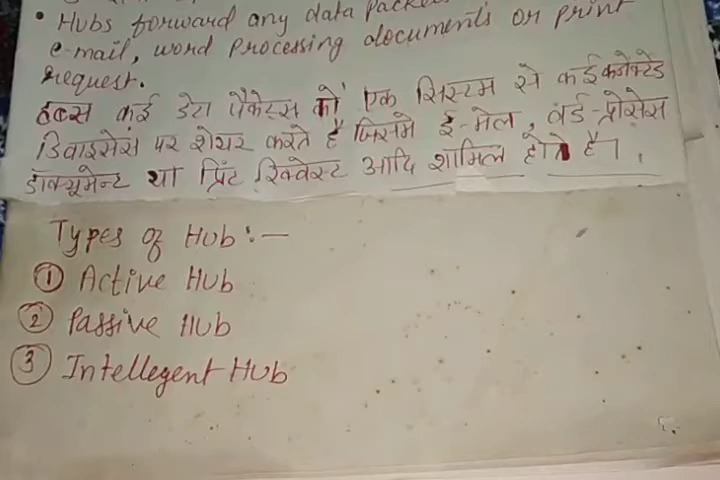 • Hubs forward any data packets
e-mail, word processing documents or print
request.
हब्स कई डेटा पैकेट्स को एक सिस्टम से कई कनेक्टेड
डिवाइसेस पर शेयर करते है जिसमे ई-मेल, वर्ड-प्रोसेस
डॉक्यूमेन्ट या प्रिंट रिक्वेस्ट आदि शामिल होते है।
Types of Hub:—
① Active Hub
② Passive Hub
③ Intellegent Hub